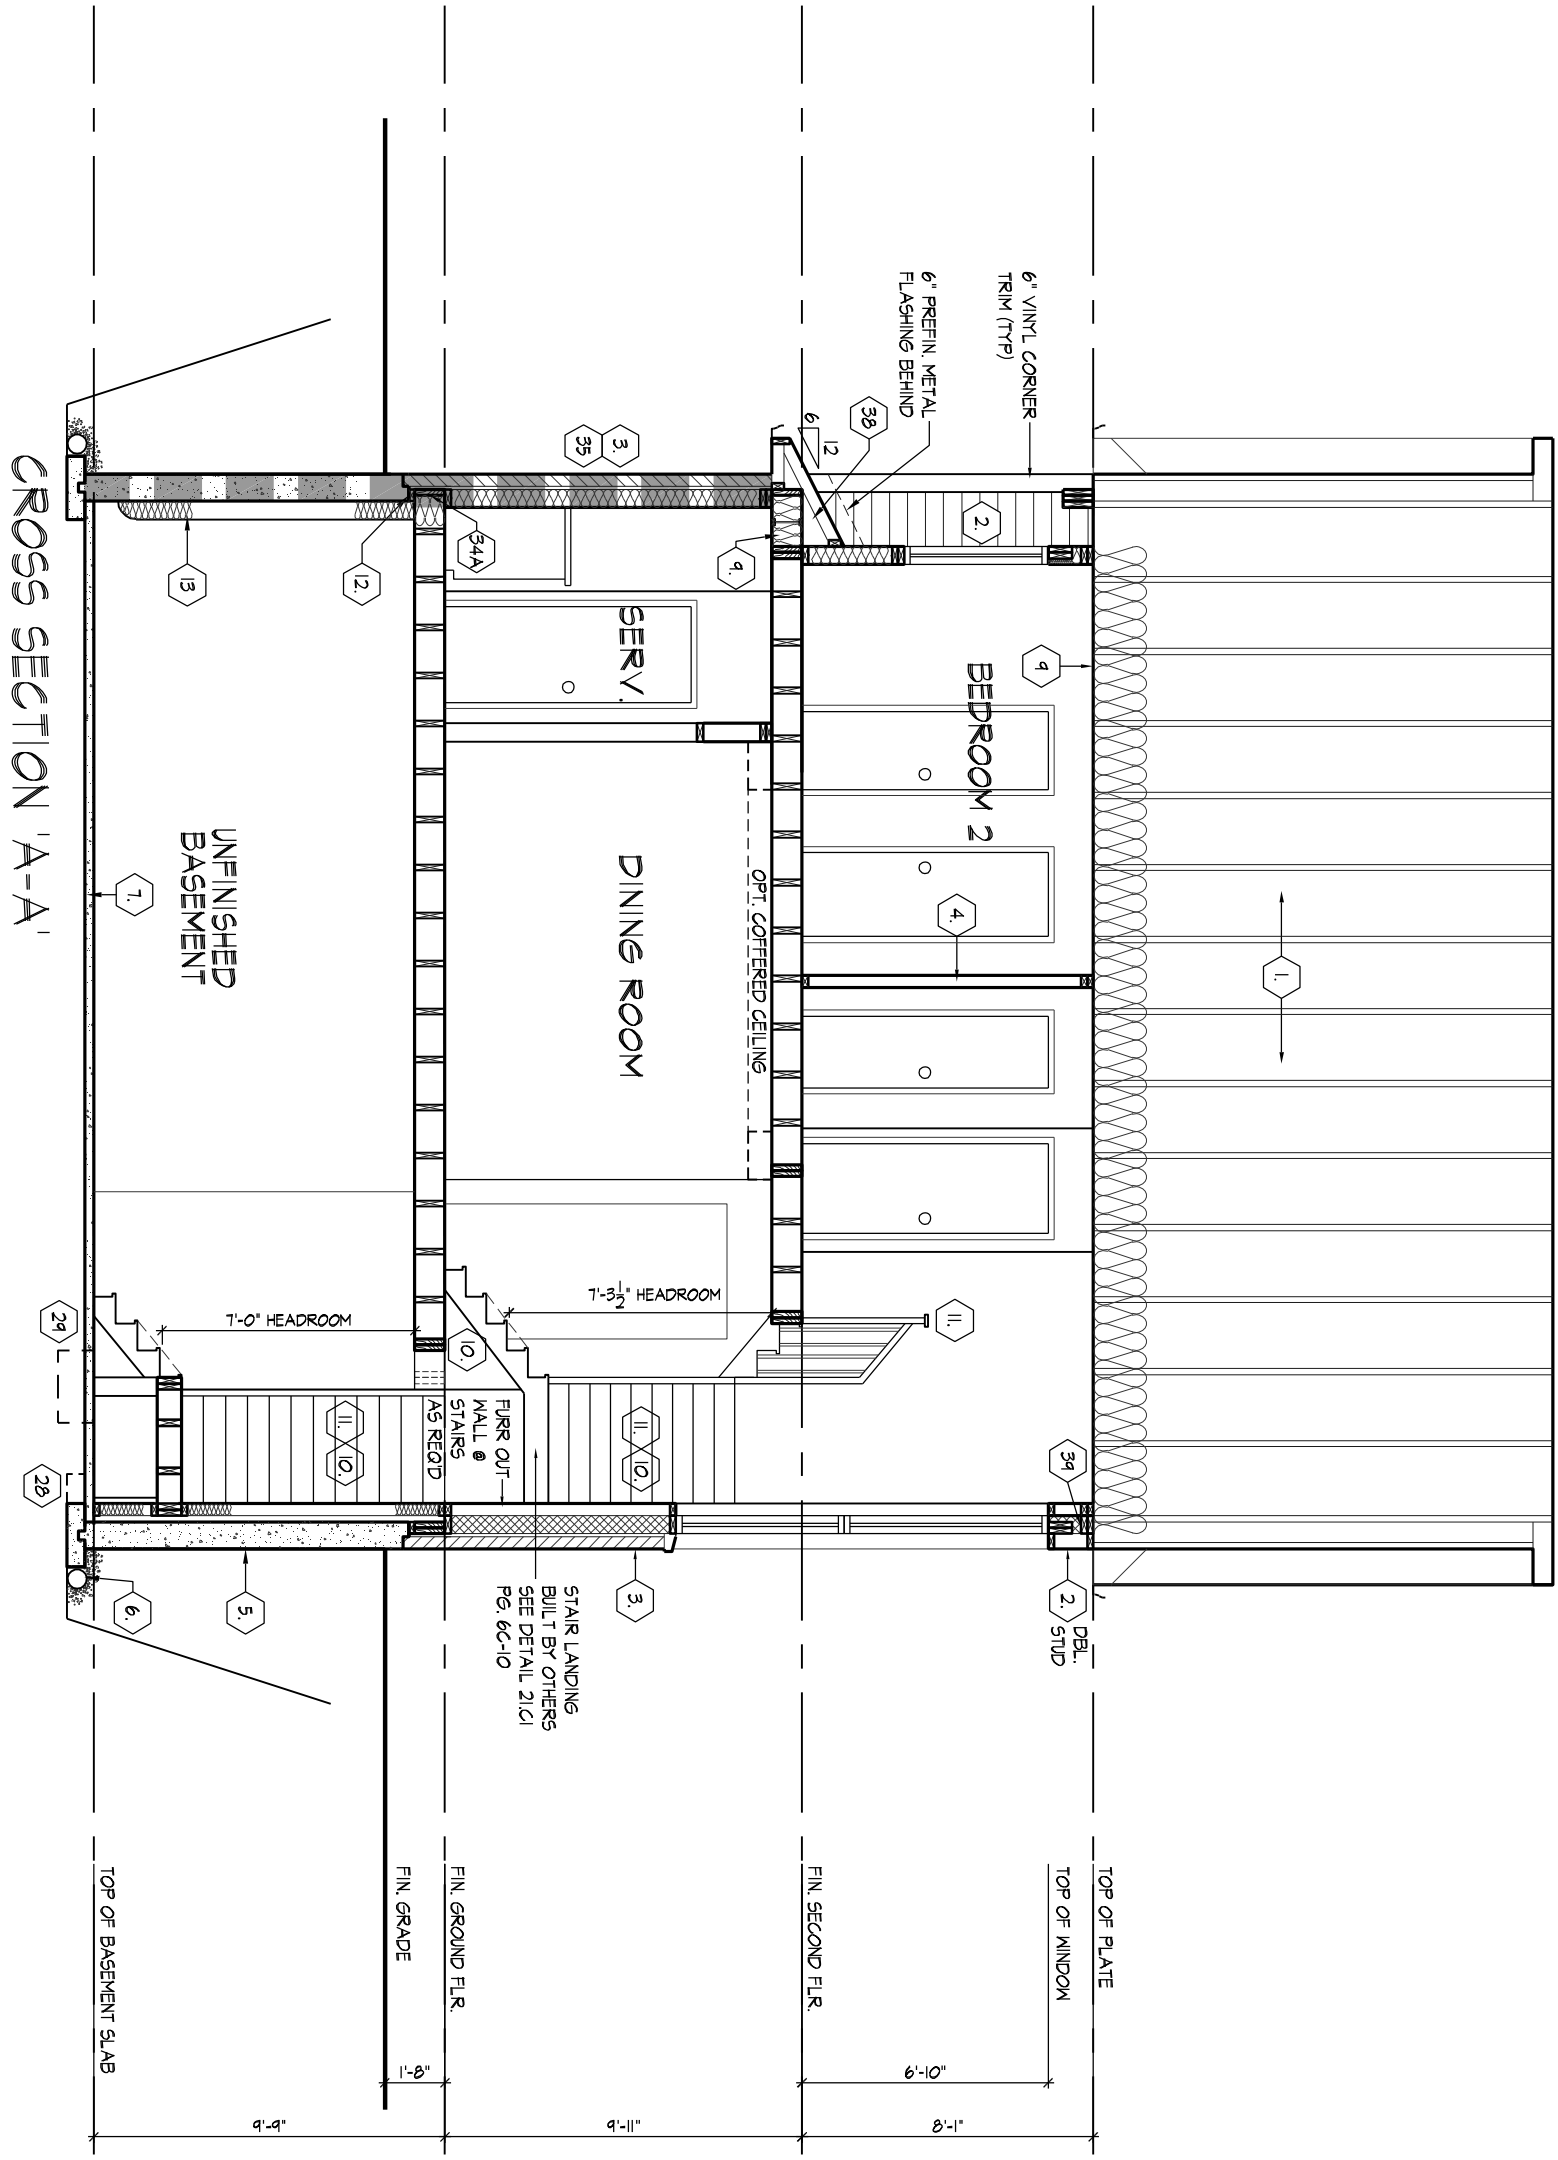 1.
TOP OF PLATE
9
39
2.
DBL.
STUD
TOP OF WINDOW
6" VINYL CORNER
TRIM (TYP)
2.
BEDROOM 2
4.
11.
6'-10"
8'-1"
6" PREFIN. METAL
FLASHING BEHIND
38
12
6
FIN. SECOND FLR.
9.
OPT. COFFERED CEILING
7'-3 1/2" HEADROOM
3.
35
SERV.
DINING ROOM
11.
10.
3.
9'-11"
STAIR LANDING
BUILT BY OTHERS
SEE DETAIL 21.C1
PG. 6C-10
FURR OUT
WALL @
STAIRS
AS REQ'D
34A
10.
FIN. GROUND FLR.
FIN. GRADE
1'-8"
12.
11.
10.
7'-0" HEADROOM
13
UNFINISHED
BASEMENT
5.
9'-9"
7.
6.
TOP OF BASEMENT SLAB
29
28
CROSS SECTION 'A-A'